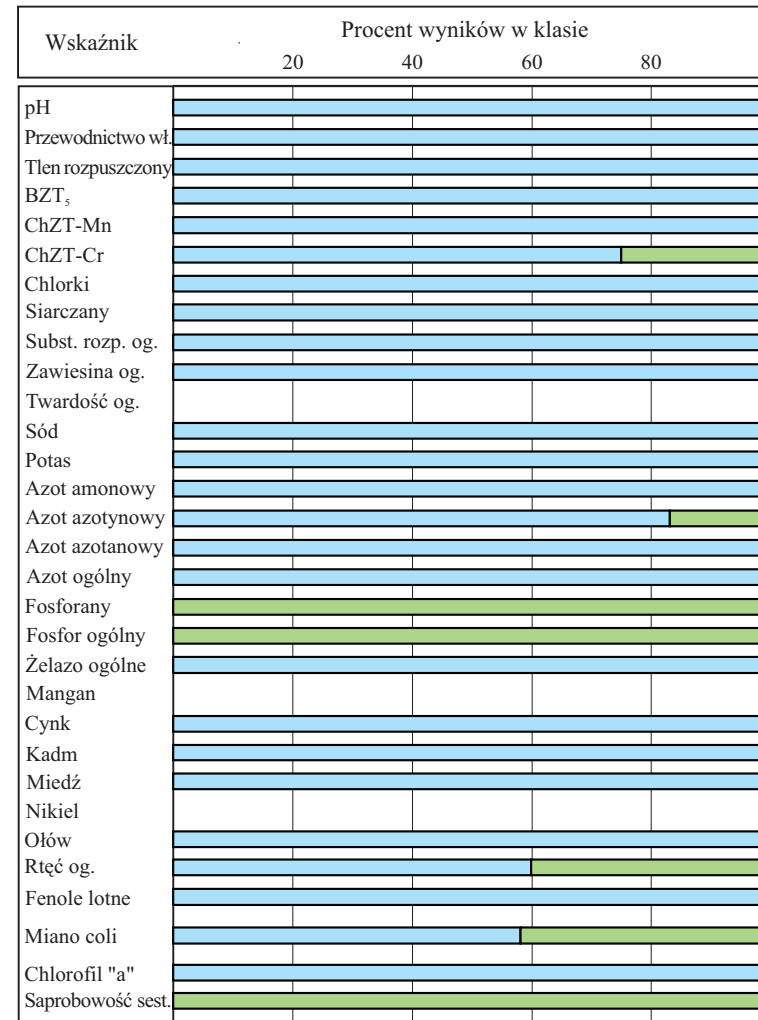 Wskaźnik
Procent wyników w klasie
20 40 60 80
pH
Przewodnictwo wł.
Tlen rozpuszczony
BZT₅
ChZT-Mn
ChZT-Cr
Chlorki
Siarczany
Subst. rozp. og.
Zawiesina og.
Twardość og.
Sód
Potas
Azot amonowy
Azot azotynowy
Azot azotanowy
Azot ogólny
Fosforany
Fosfor ogólny
Żelazo ogólne
Mangan
Cynk
Kadm
Miedź
Nikiel
Ołów
Rtęć og.
Fenole lotne
Miano coli
Chlorofil "a"
Saprobowość sest.